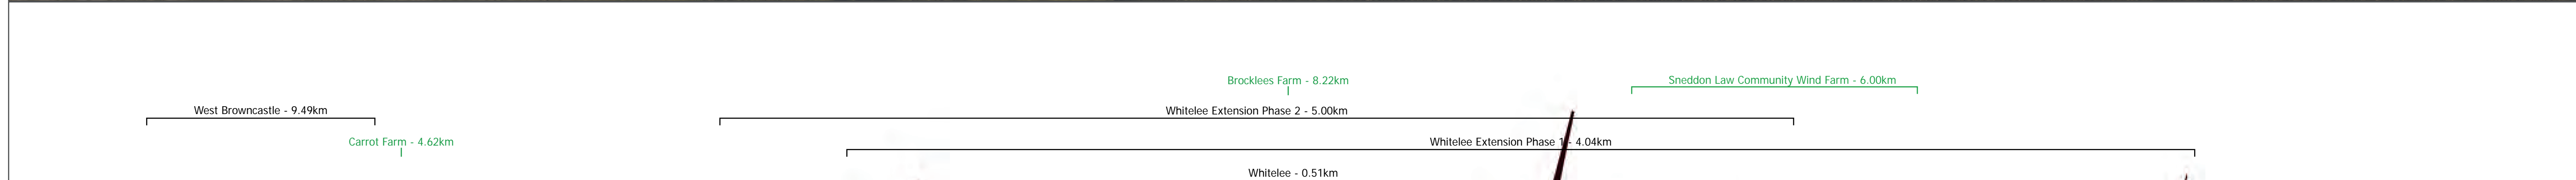 Brocklees Farm - 8.22km
Sneddon Law Community Wind Farm - 6.00km
West Browncastle - 9.49km
Whitelee Extension Phase 2 - 5.00km
Carrot Farm - 4.62km
Whitelee Extension Phase 1 - 4.04km
Whitelee - 0.51km